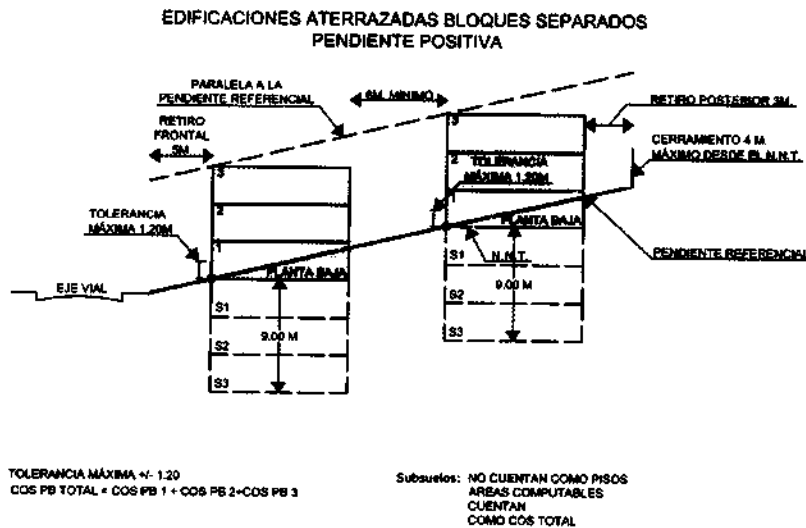 EDIFICACIONES ATERRAZADAS BLOQUES SEPARADOS
PENDIENTE POSITIVA
PARALELA A LA
PENDIENTE REFERENCIAL
6M. MINIMO
RETIRO POSTERIOR 3M.
RETIRO
FRONTAL
5M
CERRAMIENTO 4 M.
MÁXIMO DESDE EL N.N.T.
3
2
TOLERANCIA
MÁXIMA 1.20M
1
PLANTA BAJA
3
2
1
TOLERANCIA
MÁXIMA 1.20M
PLANTA BAJA
N.N.T.
PENDIENTE REFERENCIAL
EJE VIAL
S1
S2
S3
9.00 M
S1
S2
S3
9.00 M
TOLERANCIA MÁXIMA +/- 1.20
COS PB TOTAL = COS PB 1 + COS PB 2+COS PB 3
Subsuelos: NO CUENTAN COMO PISOS
AREAS COMPUTABLES
CUENTAN
COMO COS TOTAL